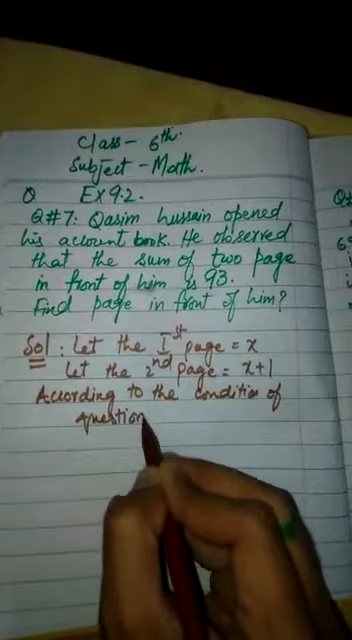 Class - 6th.
Subject - Math.
Q Ex 9.2.
Q#7: Qasim hussain opened
his account book. He observed
that the sum of two page
in front of him is 93.
Find page in front of him?
Sol: Let the Ist page = x
Let the 2nd page = x+1
According to the condition of
question